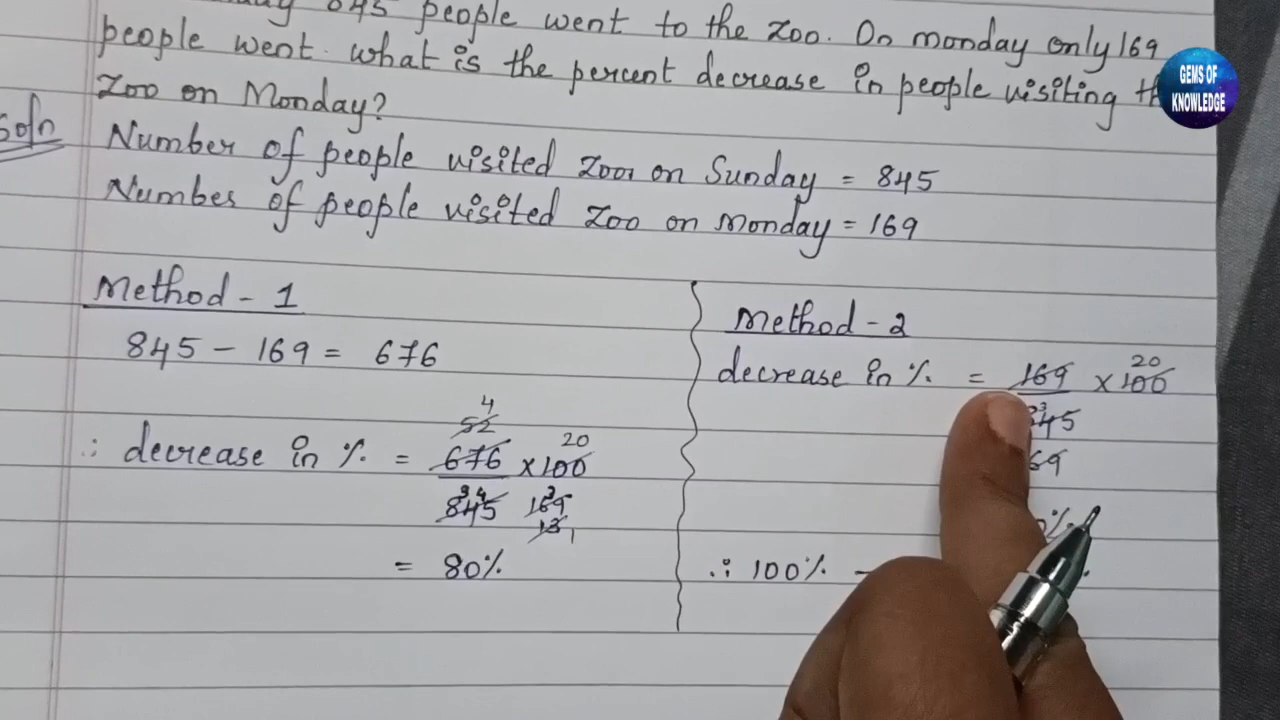 845 people went to the Zoo. On monday only 169
people went. what is the percent decrease in people visiting
Zoo on Monday?
Soln
Number of people visited Zoo on Sunday = 845
Number of people visited Zoo on monday = 169
Method - 1
845 - 169 = 676
4
52
∴ decrease in % = 676 × 100 20
845 169
13 1
= 80%
Method - 2
decrease in % = 169 × 100 20
845
169
∴ 100% -
GEMS OF
KNOWLEDGE